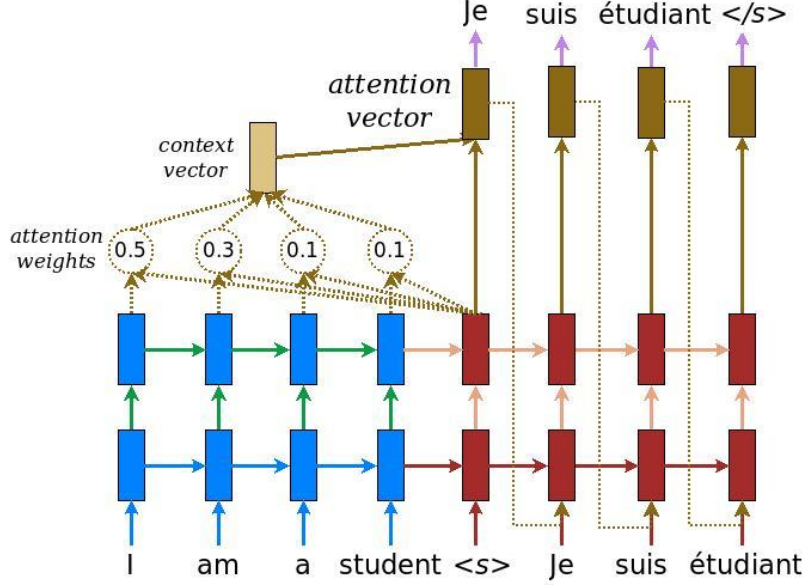 Je suis étudiant </s>
attention
vector
context
vector
attention
weights
0.5 0.3 0.1 0.1
I am a student <s> Je suis étudiant